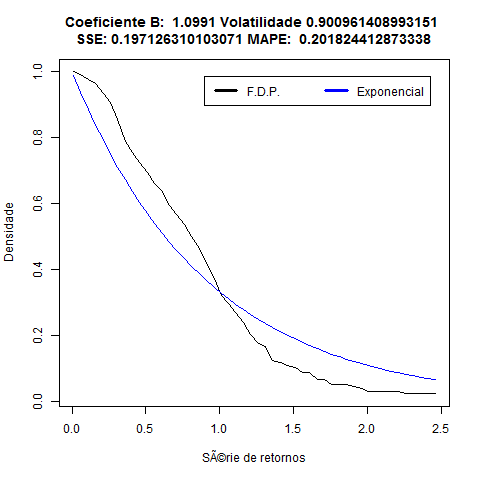 Coeficiente B:  1.0991 Volatilidade 0.900961408993151
SSE: 0.197126310103071 MAPE:  0.201824412873338
F.D.P.
Exponencial
Densidade
1.0
0.8
0.6
0.4
0.2
0.0
0.0
0.5
1.0
1.5
2.0
2.5
SÃ©rie de retornos